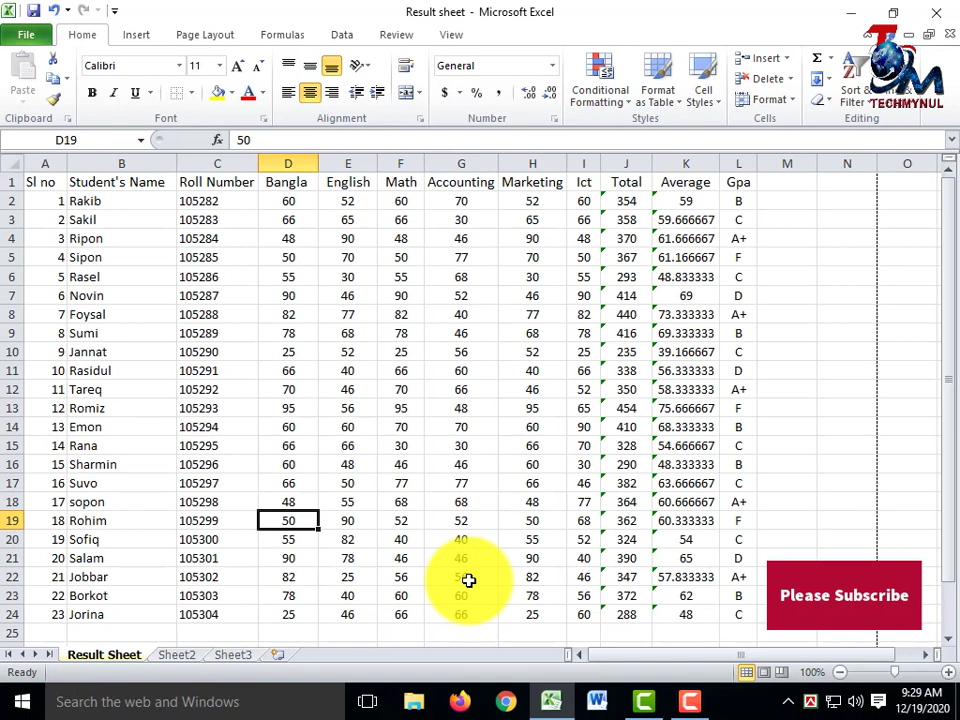 Result sheet - Microsoft Excel
File Home Insert Page Layout Formulas Data Review View
Calibri 11 General
Paste Conditional Formatting Format as Table Cell Styles Insert Delete Format Sort & Filter
Clipboard Font Alignment Number Styles Cells Editing
TECHMYNUL
D19 fx 50
A B C D E F G H I J K L M N O
1 Sl no Student's Name Roll Number Bangla English Math Accounting Marketing Ict Total Average Gpa
2 1 Rakib 105282 60 52 60 70 52 60 354 59 B
3 2 Sakil 105283 66 65 66 30 65 66 358 59.666667 C
4 3 Ripon 105284 48 90 48 46 90 48 370 61.666667 A+
5 4 Sipon 105285 50 70 50 77 70 50 367 61.166667 F
6 5 Rasel 105286 55 30 55 68 30 55 293 48.833333 C
7 6 Novin 105287 90 46 90 52 46 90 414 69 D
8 7 Foysal 105288 82 77 82 40 77 82 440 73.333333 A+
9 8 Sumi 105289 78 68 78 46 68 78 416 69.333333 B
10 9 Jannat 105290 25 52 25 56 52 25 235 39.166667 C
11 10 Rasidul 105291 66 40 66 60 40 66 338 56.333333 D
12 11 Tareq 105292 70 46 70 66 46 52 350 58.333333 A+
13 12 Romiz 105293 95 56 95 48 95 65 454 75.666667 F
14 13 Emon 105294 60 60 70 70 60 90 410 68.333333 B
15 14 Rana 105295 66 66 30 30 66 70 328 54.666667 C
16 15 Sharmin 105296 60 48 46 46 60 30 290 48.333333 B
17 16 Suvo 105297 66 50 77 77 66 46 382 63.666667 C
18 17 sopon 105298 48 55 68 68 48 77 364 60.666667 A+
19 18 Rohim 105299 50 90 52 52 50 68 362 60.333333 F
20 19 Sofiq 105300 55 82 40 40 55 52 324 54 C
21 20 Salam 105301 90 78 46 46 90 40 390 65 D
22 21 Jobbar 105302 82 25 56 82 46 347 57.833333 A+
23 22 Borkot 105303 78 40 60 60 78 56 372 62 B
24 23 Jorina 105304 25 46 66 66 25 60 288 48 C
25
Please Subscribe
Result Sheet Sheet2 Sheet3
Ready 100%
Search the web and Windows
9:29 AM
12/19/2020